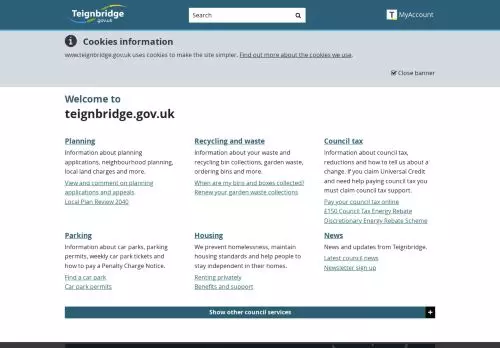 Teignbridge
gov.uk
Search
T MyAccount
Cookies information
www.teignbridge.gov.uk uses cookies to make the site simpler. Find out more about the cookies we use.
Close banner
Welcome to
teignbridge.gov.uk
Planning
Information about planning
applications, neighbourhood planning,
local land charges and more.
View and comment on planning
applications and appeals
Local Plan Review 2040
Recycling and waste
Information about your waste and
recycling bin collections, garden waste,
ordering bins and more.
When are my bins and boxes collected?
Renew your garden waste collections
Council tax
Information about council tax,
reductions and how to tell us about a
change. If you claim Universal Credit
and need help paying council tax you
must claim council tax support.
Pay your council tax online
£150 Council Tax Energy Rebate
Discretionary Energy Rebate Scheme
Parking
Information about car parks, parking
permits, weekly car park tickets and
how to pay a Penalty Charge Notice.
Find a car park
Car park permits
Housing
We prevent homelessness, maintain
housing standards and help people to
stay independent in their homes.
Renting privately
Benefits and support
News
News and updates from Teignbridge.
Latest council news
Newsletter sign up
Show other council services +